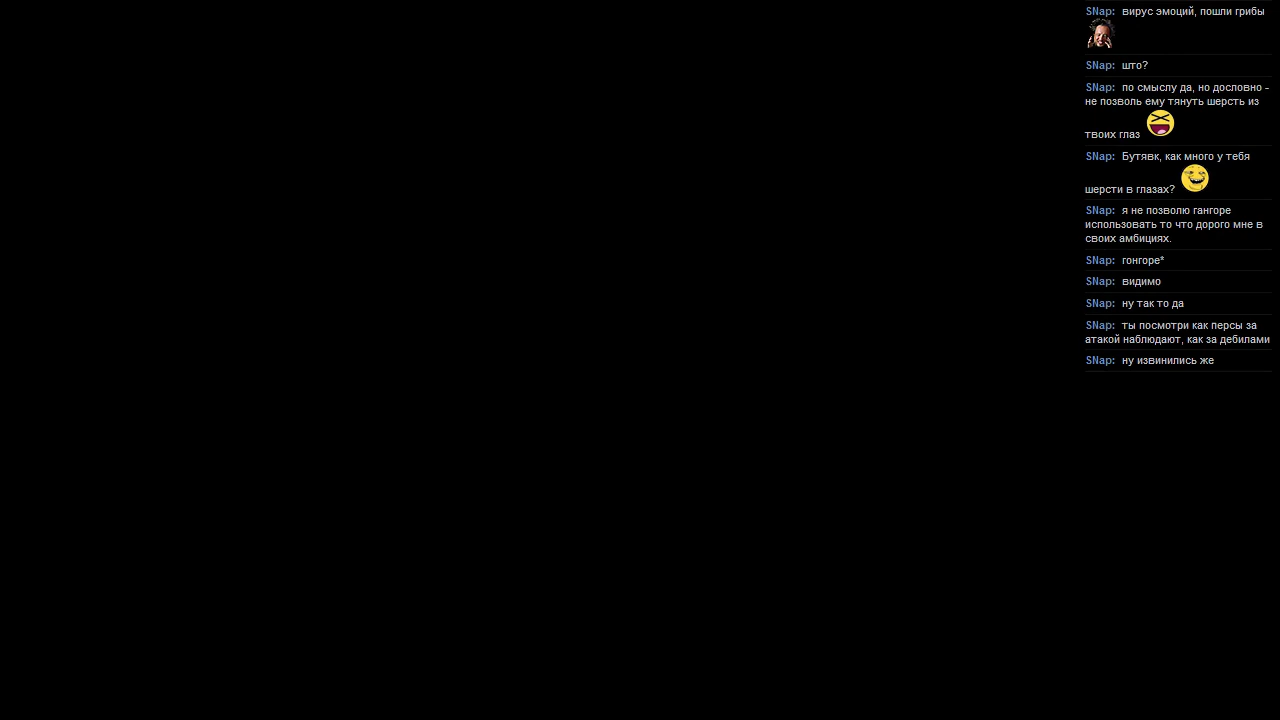 SNap: вирус эмоций, пошли грибы
SNap: што?
SNap: по смыслу да, но дословно -
не позволь ему тянуть шерсть из
твоих глаз
SNap: Бутявк, как много у тебя
шерсти в глазах?
SNap: я не позволю гангоре
использовать то что дорого мне в
своих амбициях.
SNap: гонгоре*
SNap: видимо
SNap: ну так то да
SNap: ты посмотри как персы за
атакой наблюдают, как за дебилами
SNap: ну извинились же